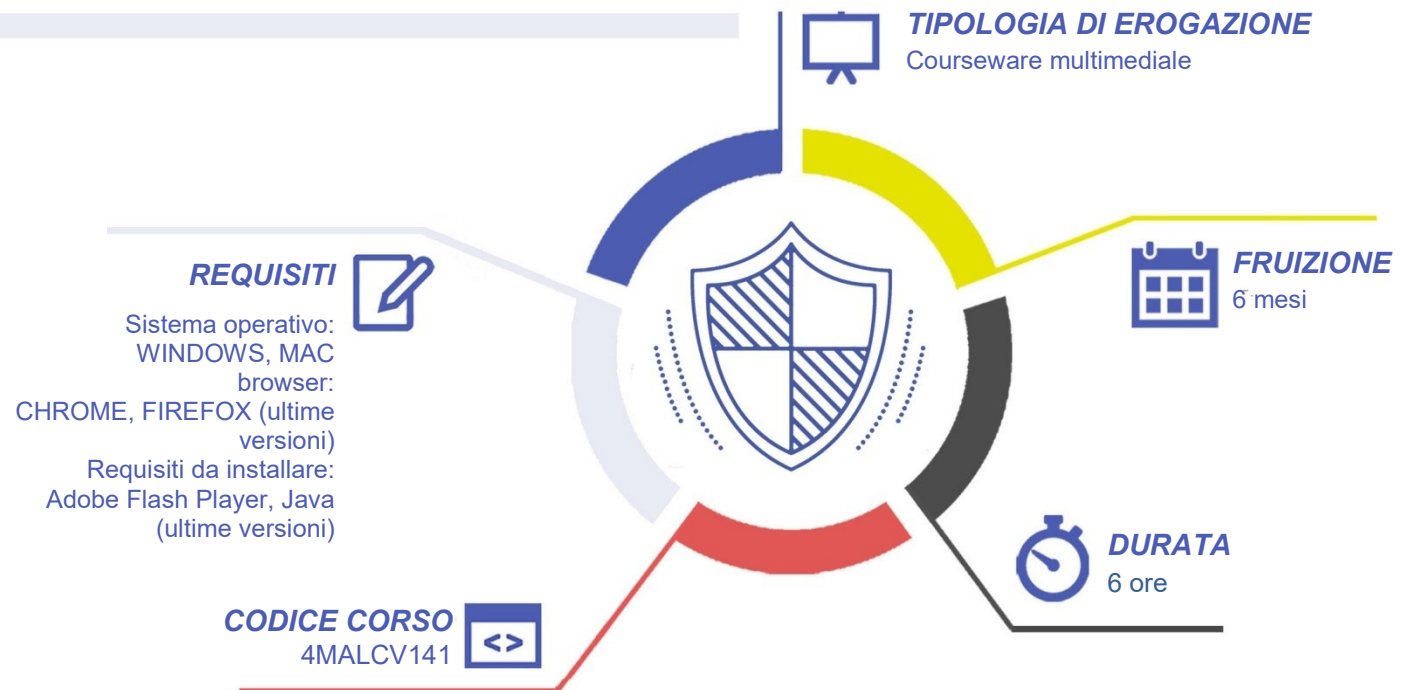 TIPOLOGIA DI EROGAZIONE
Courseware multimediale
REQUISITI
Sistema operativo:
WINDOWS, MAC
browser:
CHROME, FIREFOX (ultime
versioni)
Requisiti da installare:
Adobe Flash Player, Java
(ultime versioni)
FRUIZIONE
6 mesi
DURATA
6 ore
CODICE CORSO
4MALCV141
<>